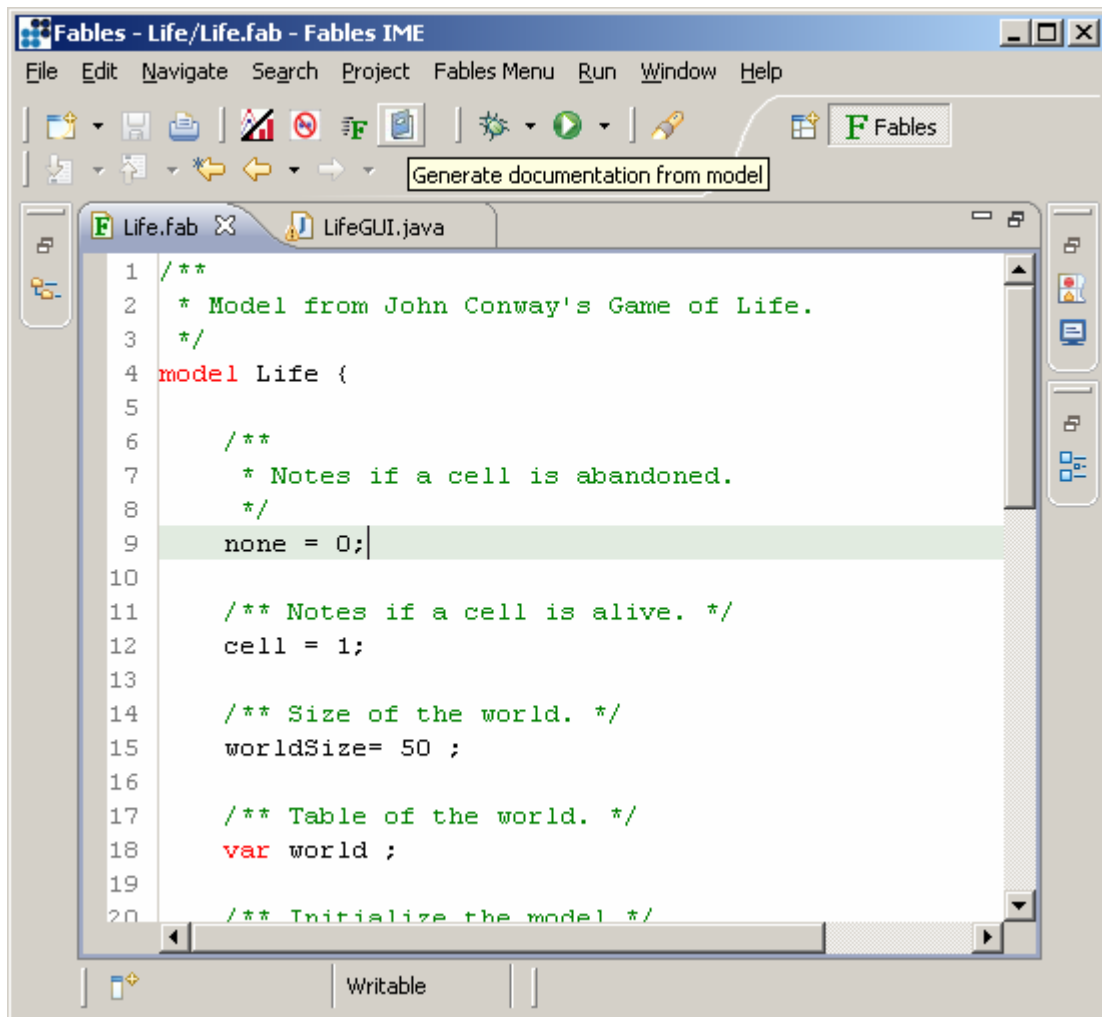 Fables - Life/Life.fab - Fables IME
File Edit Navigate Search Project Fables Menu Run Window Help
F F Fables
Generate documentation from model
F Life.fab J LifeGUI.java
1 /**
2 * Model from John Conway's Game of Life.
3 */
4 model Life {
5
6 /**
7 * Notes if a cell is abandoned.
8 */
9 none = 0;
10
11 /** Notes if a cell is alive. */
12 cell = 1;
13
14 /** Size of the world. */
15 worldSize= 50 ;
16
17 /** Table of the world. */
18 var world ;
19
20 /** Initialize the model */
Writable